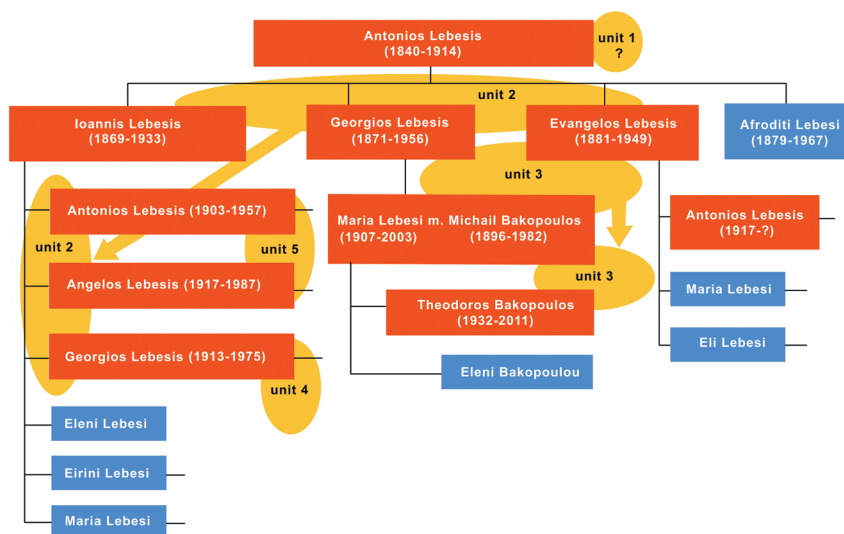 Antonios Lebesis
(1840-1914)
unit 1
?
unit 2
Ioannis Lebesis
(1869-1933)
Georgios Lebesis
(1871-1956)
Evangelos Lebesis
(1881-1949)
Afroditi Lebesi
(1879-1967)
unit 3
Antonios Lebesis (1903-1957)
unit 2
unit 5
Angelos Lebesis (1917-1987)
Georgios Lebesis (1913-1975)
unit 4
Eleni Lebesi
Eirini Lebesi
Maria Lebesi
Maria Lebesi m. Michail Bakopoulos
(1907-2003) (1896-1982)
unit 3
Theodoros Bakopoulos
(1932-2011)
Eleni Bakopoulou
Antonios Lebesis
(1917-?)
Maria Lebesi
Eli Lebesi